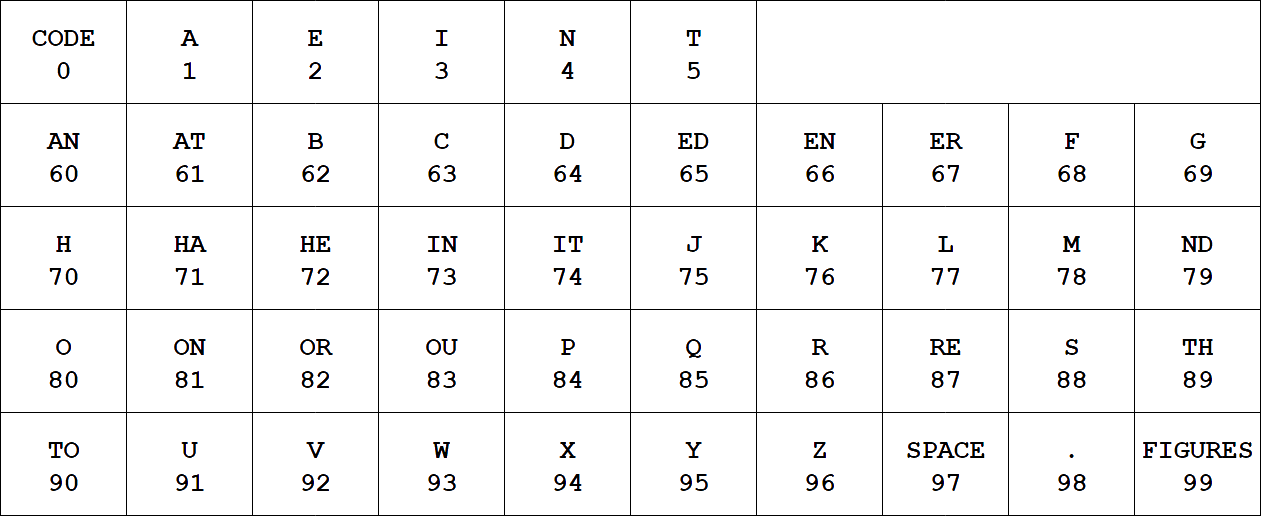 CODE A E I N T
0 1 2 3 4 5
AN AT B C D ED EN ER F G
60 61 62 63 64 65 66 67 68 69
H HA HE IN IT J K L M ND
70 71 72 73 74 75 76 77 78 79
O ON OR OU P Q R RE S TH
80 81 82 83 84 85 86 87 88 89
TO U V W X Y Z SPACE . FIGURES
90 91 92 93 94 95 96 97 98 99